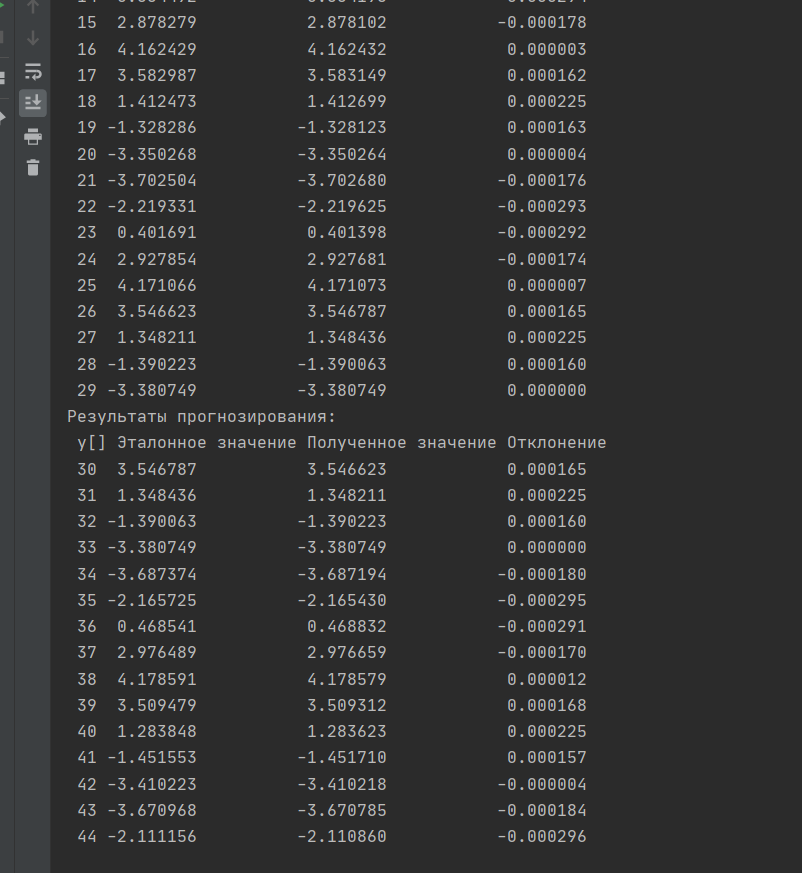 15 2.878279 2.878102 -0.000178
16 4.162429 4.162432 0.000003
17 3.582987 3.583149 0.000162
18 1.412473 1.412699 0.000225
19 -1.328286 -1.328123 0.000163
20 -3.350268 -3.350264 0.000004
21 -3.702504 -3.702680 -0.000176
22 -2.219331 -2.219625 -0.000293
23 0.401691 0.401398 -0.000292
24 2.927854 2.927681 -0.000174
25 4.171066 4.171073 0.000007
26 3.546623 3.546787 0.000165
27 1.348211 1.348436 0.000225
28 -1.390223 -1.390063 0.000160
29 -3.380749 -3.380749 0.000000
Результаты прогнозирования:
y[] Эталонное значение Полученное значение Отклонение
30 3.546787 3.546623 0.000165
31 1.348436 1.348211 0.000225
32 -1.390063 -1.390223 0.000160
33 -3.380749 -3.380749 0.000000
34 -3.687374 -3.687194 -0.000180
35 -2.165725 -2.165430 -0.000295
36 0.468541 0.468832 -0.000291
37 2.976489 2.976659 -0.000170
38 4.178591 4.178579 0.000012
39 3.509479 3.509312 0.000168
40 1.283848 1.283623 0.000225
41 -1.451553 -1.451710 0.000157
42 -3.410223 -3.410218 -0.000004
43 -3.670968 -3.670785 -0.000184
44 -2.111156 -2.110860 -0.000296